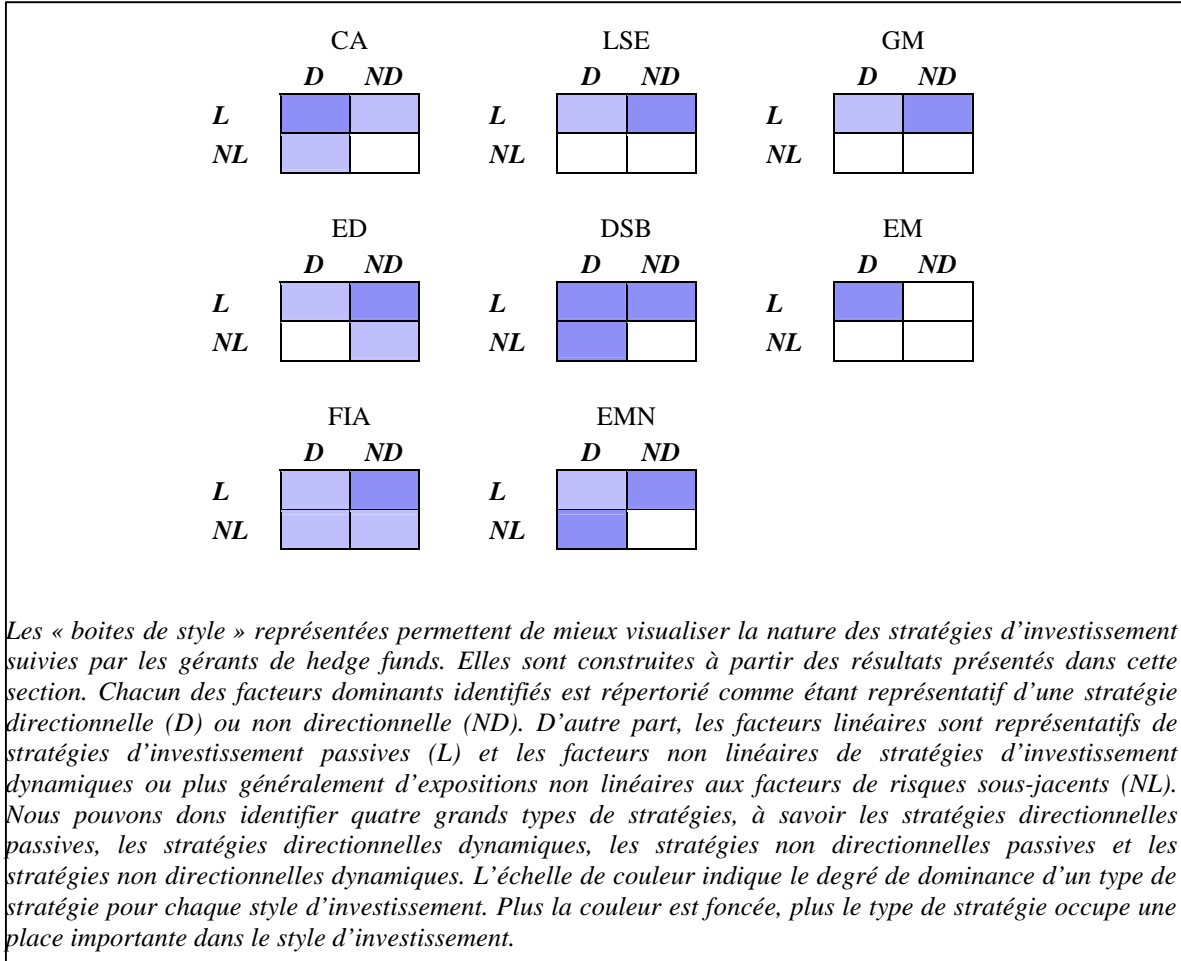 CA LSE GM
D ND D ND D ND
L L L
NL NL NL
ED DSB EM
D ND D ND D ND
L L L
NL NL NL
FIA EMN
D ND D ND
L L
NL NL
Les « boites de style » représentées permettent de mieux visualiser la nature des stratégies d'investissement
suivies par les gérants de hedge funds. Elles sont construites à partir des résultats présentés dans cette
section. Chacun des facteurs dominants identifiés est répertorié comme étant représentatif d'une stratégie
directionnelle (D) ou non directionnelle (ND). D'autre part, les facteurs linéaires sont représentatifs de
stratégies d'investissement passives (L) et les facteurs non linéaires de stratégies d'investissement
dynamiques ou plus généralement d'expositions non linéaires aux facteurs de risques sous-jacents (NL).
Nous pouvons dons identifier quatre grands types de stratégies, à savoir les stratégies directionnelles
passives, les stratégies directionnelles dynamiques, les stratégies non directionnelles passives et les
stratégies non directionnelles dynamiques. L'échelle de couleur indique le degré de dominance d'un type de
stratégie pour chaque style d'investissement. Plus la couleur est foncée, plus le type de stratégie occupe une
place importante dans le style d'investissement.